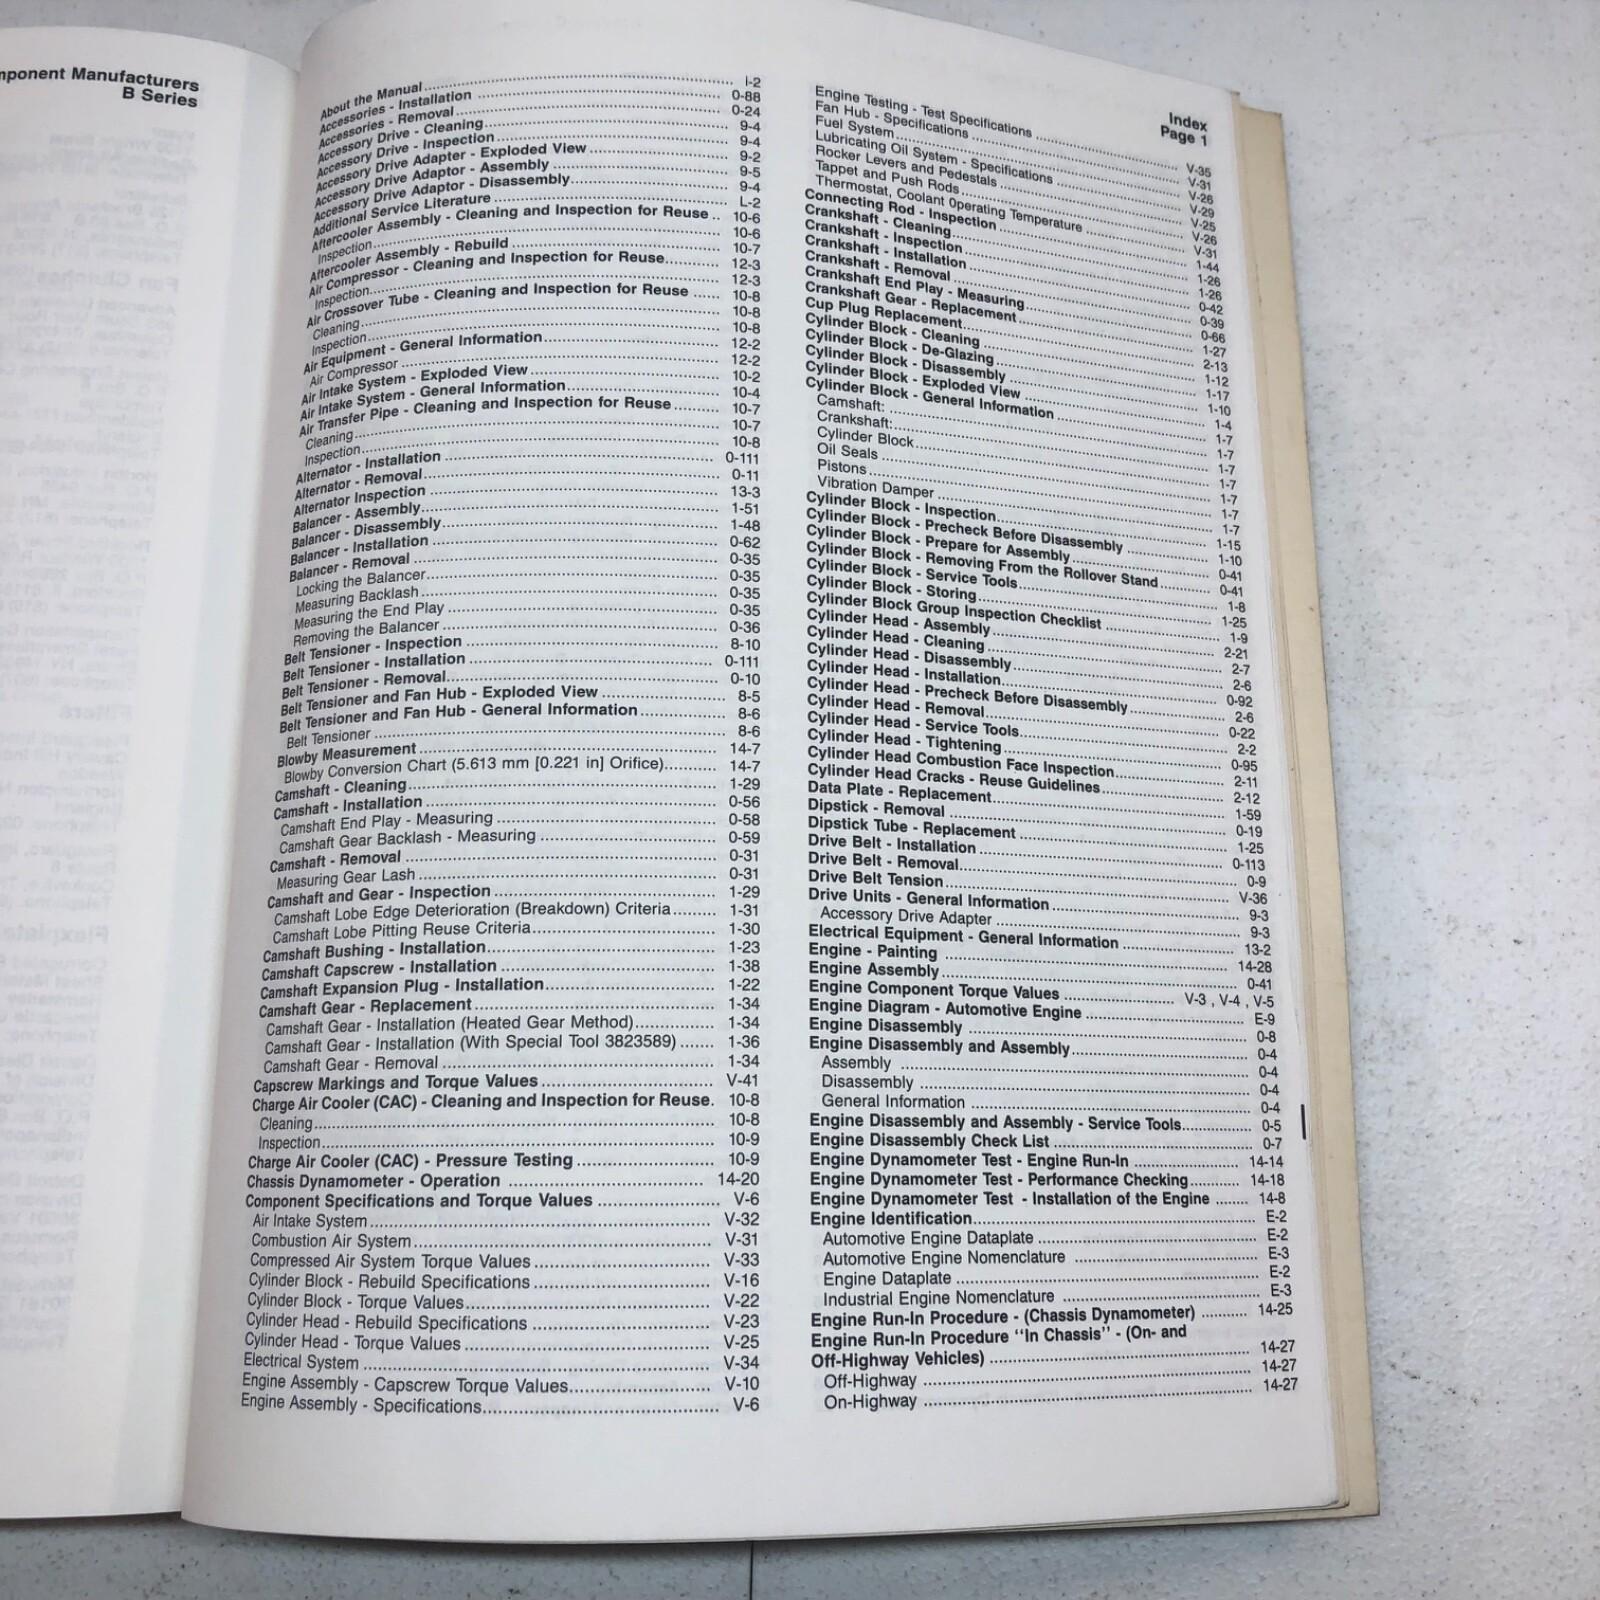 mponent Manufacturers
B Series
Index
Page 1
About the Manual I-2
Accessories - Installation 0-88
Accessories - Removal 0-24
Accessory Drive - Cleaning 9-4
Accessory Drive - Inspection 9-4
Accessory Drive Adapter - Exploded View 9-2
Accessory Drive Adaptor - Assembly 9-5
Accessory Drive Adaptor - Disassembly 9-4
Additional Service Literature L-2
Aftercooler Assembly - Cleaning and Inspection for Reuse 10-6
Inspection 10-6
Aftercooler Assembly - Rebuild 10-7
Air Compressor - Cleaning and Inspection for Reuse 12-3
Inspection 12-3
Air Crossover Tube - Cleaning and Inspection for Reuse 10-8
Cleaning 10-8
Inspection 10-8
Air Equipment - General Information 12-2
Air Compressor 12-2
Air Intake System - Exploded View 10-2
Air Intake System - General Information 10-4
Air Transfer Pipe - Cleaning and Inspection for Reuse 10-7
Cleaning 10-7
Inspection 10-8
Alternator - Installation 0-111
Alternator - Removal 0-11
Alternator Inspection 13-3
Balancer - Assembly 1-51
Balancer - Disassembly 1-48
Balancer - Installation 0-62
Balancer - Removal 0-35
Locking the Balancer 0-35
Measuring Backlash 0-35
Measuring the End Play 0-35
Removing the Balancer 0-36
Belt Tensioner - Inspection 8-10
Belt Tensioner - Installation 0-111
Belt Tensioner - Removal 0-10
Belt Tensioner and Fan Hub - Exploded View 8-5
Belt Tensioner and Fan Hub - General Information 8-6
Belt Tensioner 8-6
Blowby Measurement 14-7
Blowby Conversion Chart (5.613 mm [0.221 in] Orifice) 14-7
Camshaft - Cleaning 1-29
Camshaft - Installation 0-56
Camshaft End Play - Measuring 0-58
Camshaft Gear Backlash - Measuring 0-59
Camshaft - Removal 0-31
Measuring Gear Lash 0-31
Camshaft and Gear - Inspection 1-29
Camshaft Lobe Edge Deterioration (Breakdown) Criteria 1-31
Camshaft Lobe Pitting Reuse Criteria 1-30
Camshaft Bushing - Installation 1-23
Camshaft Capscrew - Installation 1-38
Camshaft Expansion Plug - Installation 1-22
Camshaft Gear - Replacement 1-34
Camshaft Gear - Installation (Heated Gear Method) 1-34
Camshaft Gear - Installation (With Special Tool 3823589) 1-36
Camshaft Gear - Removal 1-34
Capscrew Markings and Torque Values V-41
Charge Air Cooler (CAC) - Cleaning and Inspection for Reuse. 10-8
Cleaning 10-8
Inspection 10-9
Charge Air Cooler (CAC) - Pressure Testing 10-9
Chassis Dynamometer - Operation 14-20
Component Specifications and Torque Values V-6
Air Intake System V-32
Combustion Air System V-31
Compressed Air System Torque Values V-33
Cylinder Block - Rebuild Specifications V-16
Cylinder Block - Torque Values V-22
Cylinder Head - Rebuild Specifications V-23
Cylinder Head - Torque Values V-25
Electrical System V-34
Engine Assembly - Capscrew Torque Values V-10
Engine Assembly - Specifications V-6
Engine Testing - Test Specifications V-35
Fan Hub - Specifications V-31
Fuel System V-26
Lubricating Oil System - Specifications V-29
Rocker Levers and Pedestals V-25
Tappet and Push Rods V-26
Thermostat, Coolant Operating Temperature V-31
Connecting Rod - Inspection 1-44
Crankshaft - Cleaning 1-26
Crankshaft - Inspection 1-26
Crankshaft - Installation 0-42
Crankshaft - Removal 0-39
Crankshaft End Play - Measuring 0-66
Crankshaft Gear - Replacement 1-27
Cup Plug Replacement 2-13
Cylinder Block - Cleaning 1-12
Cylinder Block - De-Glazing 1-17
Cylinder Block - Disassembly 1-10
Cylinder Block - Exploded View 1-4
Cylinder Block - General Information 1-7
Camshaft: 1-7
Crankshaft: 1-7
Cylinder Block 1-7
Oil Seals 1-7
Pistons 1-7
Vibration Damper 1-7
Cylinder Block - Inspection 1-15
Cylinder Block - Precheck Before Disassembly 1-10
Cylinder Block - Prepare for Assembly 0-41
Cylinder Block - Removing From the Rollover Stand 0-41
Cylinder Block - Service Tools 1-8
Cylinder Block - Storing 1-25
Cylinder Block Group Inspection Checklist 1-9
Cylinder Head - Assembly 2-21
Cylinder Head - Cleaning 2-7
Cylinder Head - Disassembly 2-6
Cylinder Head - Installation 0-92
Cylinder Head - Precheck Before Disassembly 2-6
Cylinder Head - Removal 0-22
Cylinder Head - Service Tools 2-2
Cylinder Head - Tightening 0-95
Cylinder Head Combustion Face Inspection 2-11
Cylinder Head Cracks - Reuse Guidelines 2-12
Data Plate - Replacement 1-59
Dipstick - Removal 0-19
Dipstick Tube - Replacement 1-25
Drive Belt - Installation 0-113
Drive Belt - Removal 0-9
Drive Belt Tension V-36
Drive Units - General Information 9-3
Accessory Drive Adapter 9-3
Electrical Equipment - General Information 13-2
Engine - Painting 14-28
Engine Assembly 0-41
Engine Component Torque Values V-3 , V-4 , V-5
Engine Diagram - Automotive Engine E-9
Engine Disassembly 0-8
Engine Disassembly and Assembly 0-4
Assembly 0-4
Disassembly 0-4
General Information 0-4
Engine Disassembly and Assembly - Service Tools 0-5
Engine Disassembly Check List 0-7
Engine Dynamometer Test - Engine Run-In 14-14
Engine Dynamometer Test - Performance Checking 14-18
Engine Dynamometer Test - Installation of the Engine 14-8
Engine Identification E-2
Automotive Engine Dataplate E-2
Automotive Engine Nomenclature E-3
Engine Dataplate E-2
Industrial Engine Nomenclature E-3
Engine Run-In Procedure - (Chassis Dynamometer) 14-25
Engine Run-In Procedure "In Chassis" - (On- and
Off-Highway Vehicles) 14-27
Off-Highway 14-27
On-Highway 14-27